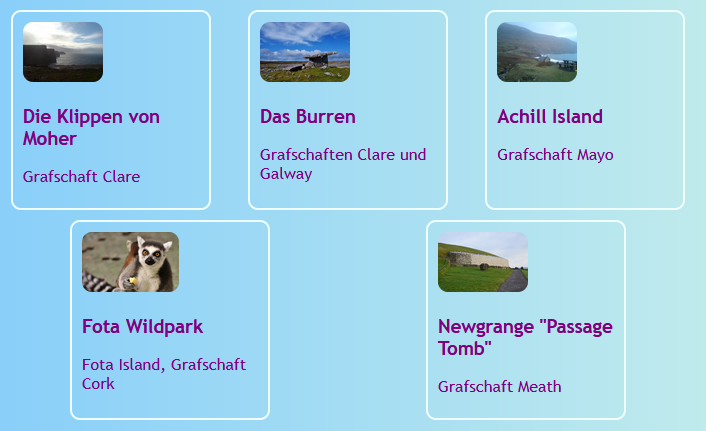 Die Klippen von
Moher
Grafschaft Clare
Das Burren
Grafschaften Clare und
Galway
Achill Island
Grafschaft Mayo
Fota Wildpark
Fota Island, Grafschaft
Cork
Newgrange "Passage
Tomb"
Grafschaft Meath